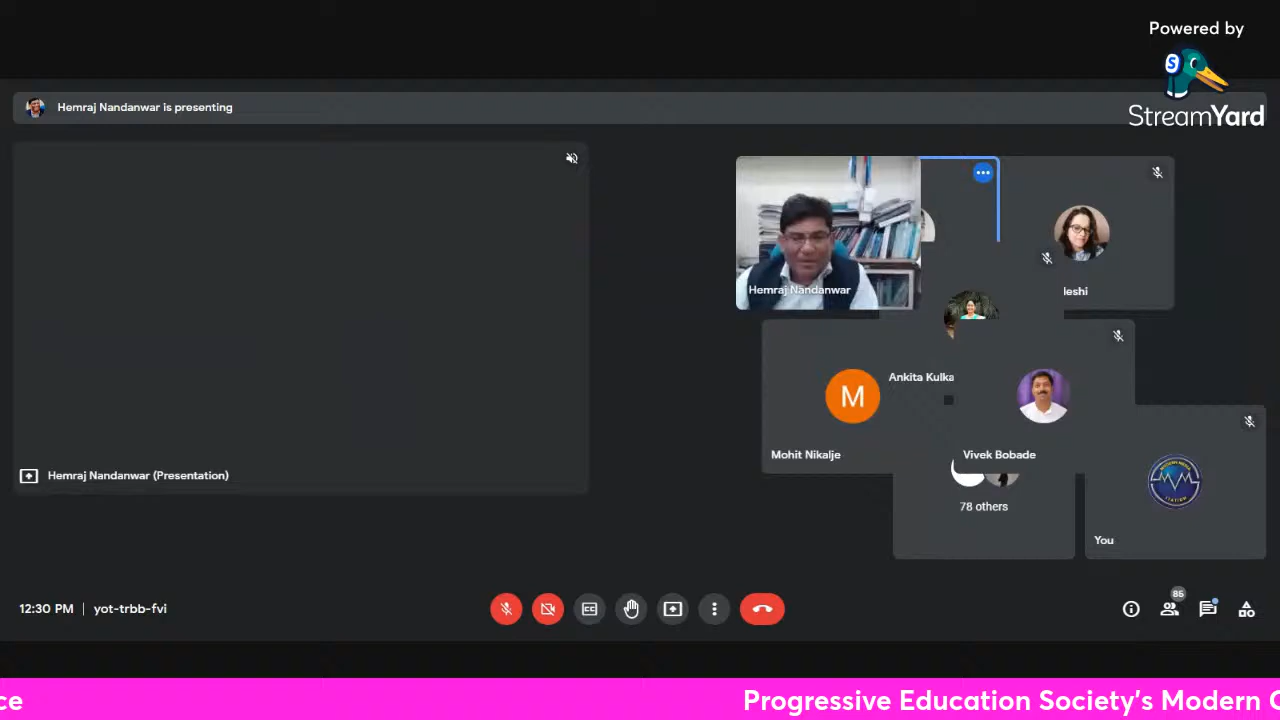 Powered by
S
StreamYard
Hemraj Nandanwar is presenting
Hemraj Nandanwar
leshi
Ankita Kulka
M
Mohit Nikalje
Vivek Bobade
Hemraj Nandanwar (Presentation)
78 others
You
12:30 PM | yot-trbb-fvi
85
ce
Progressive Education Society's Modern C